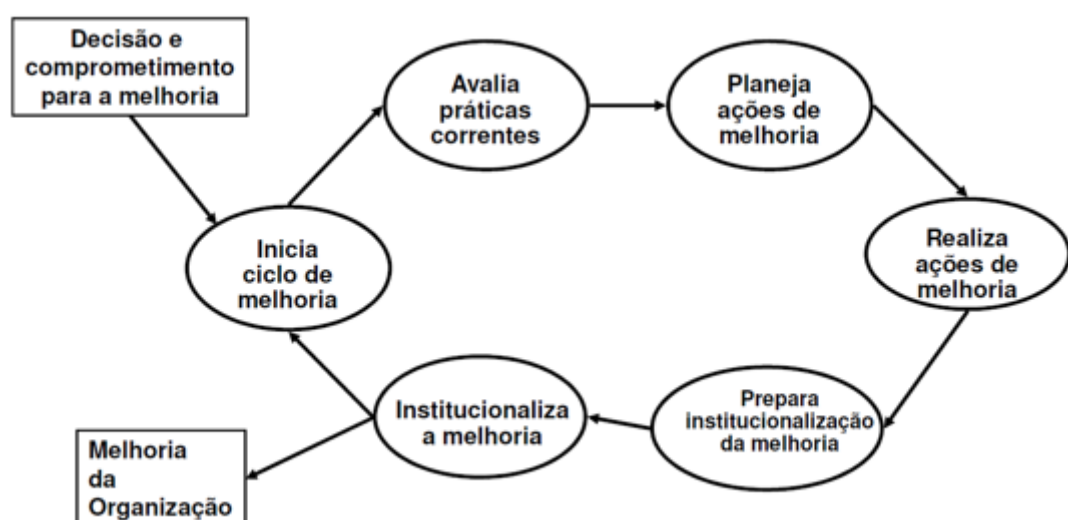 Decisão e
comprometimento
para a melhoria
Avalia
práticas
correntes
Planeja
ações de
melhoria
Inicia
ciclo de
melhoria
Realiza
ações de
melhoria
Institucionaliza
a melhoria
Prepara
institucionalização
da melhoria
Melhoria
da
Organização